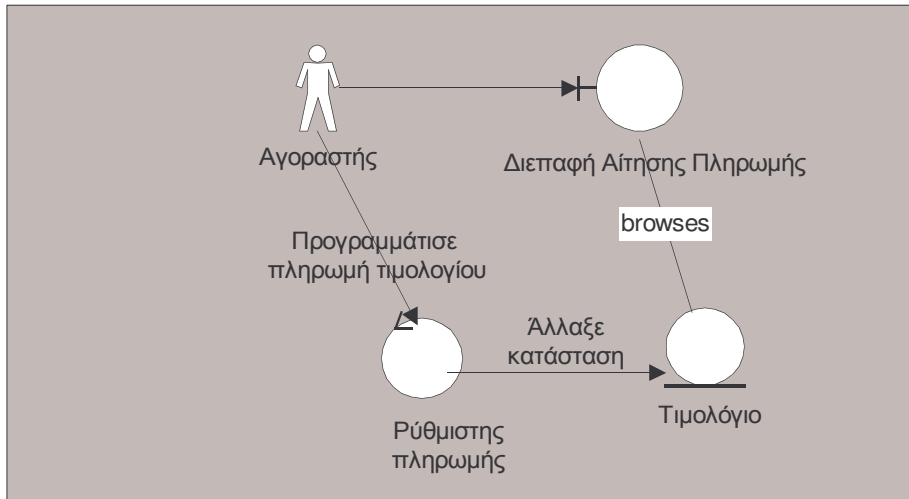 Αγοραστής
Διεπαφή Αίτησης Πληρωμής
browses
Προγραμμάτισε
πληρωμή τιμολογίου
Άλλαξε
κατάσταση
Τιμολόγιο
Ρύθμιστης
πληρωμής